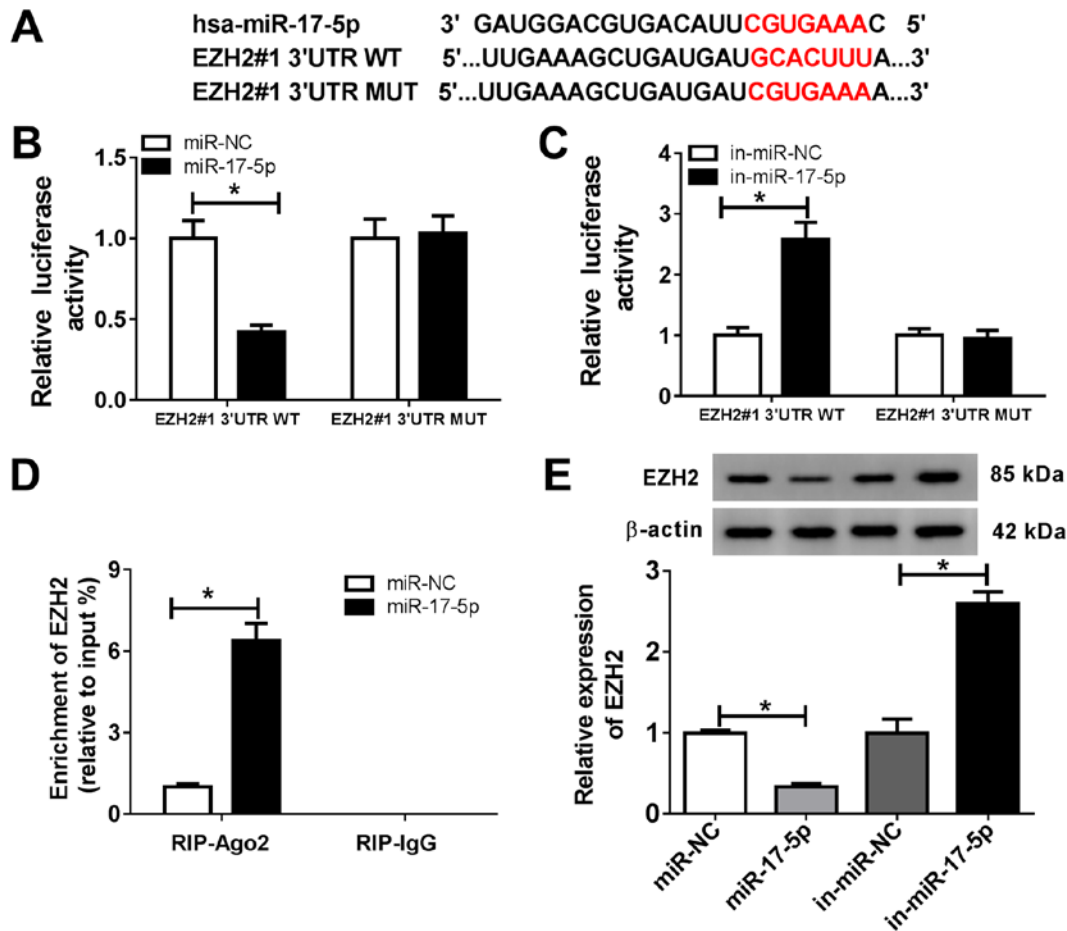 A
hsa-miR-17-5p 3' GAUGGACGUGACAUUCGUGAAAC 5'
EZH2#1 3'UTR WT 5'...UUGAAAGCUGAUGAUGCACUUUA...3'
EZH2#1 3'UTR MUT 5'...UUGAAAGCUGAUGAUCGUGAAAA...3'
B
miR-NC
miR-17-5p
Relative luciferase
activity
1.5
1.0
0.5
0.0
*
EZH2#1 3'UTR WT EZH2#1 3'UTR MUT
C
in-miR-NC
in-miR-17-5p
Relative luciferase
activity
4
3
2
1
0
*
EZH2#1 3'UTR WT EZH2#1 3'UTR MUT
D
miR-NC
miR-17-5p
Enrichment of EZH2
(relative to input %)
9
6
3
0
*
RIP-Ago2 RIP-IgG
E
EZH2 85 kDa
β-actin 42 kDa
Relative expression
of EZH2
3
2
1
0
*
*
miR-NC
miR-17-5p
in-miR-NC
in-miR-17-5p